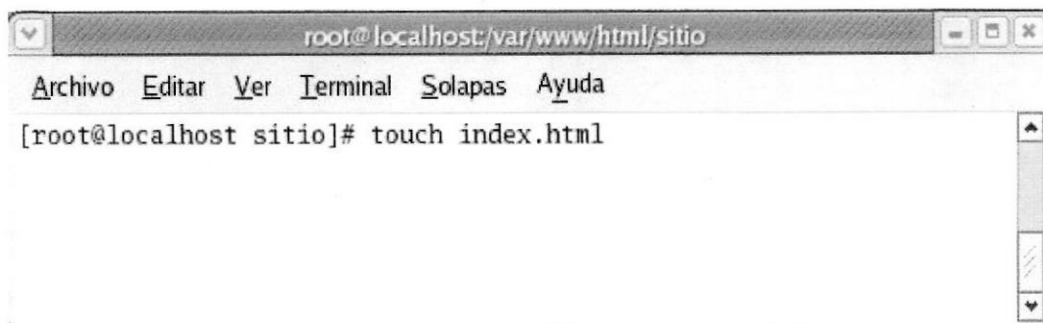 root@localhost:/var/www/html/sitio
Archivo Editar Ver Terminal Solapas Ayuda
[root@localhost sitio]# touch index.html